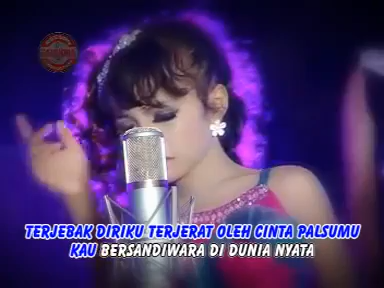 TERJEBAK DIRIKU TERJERAT OLEH CINTA PALSUMU
KAU BERSANDIWARA DI DUNIA NYATA